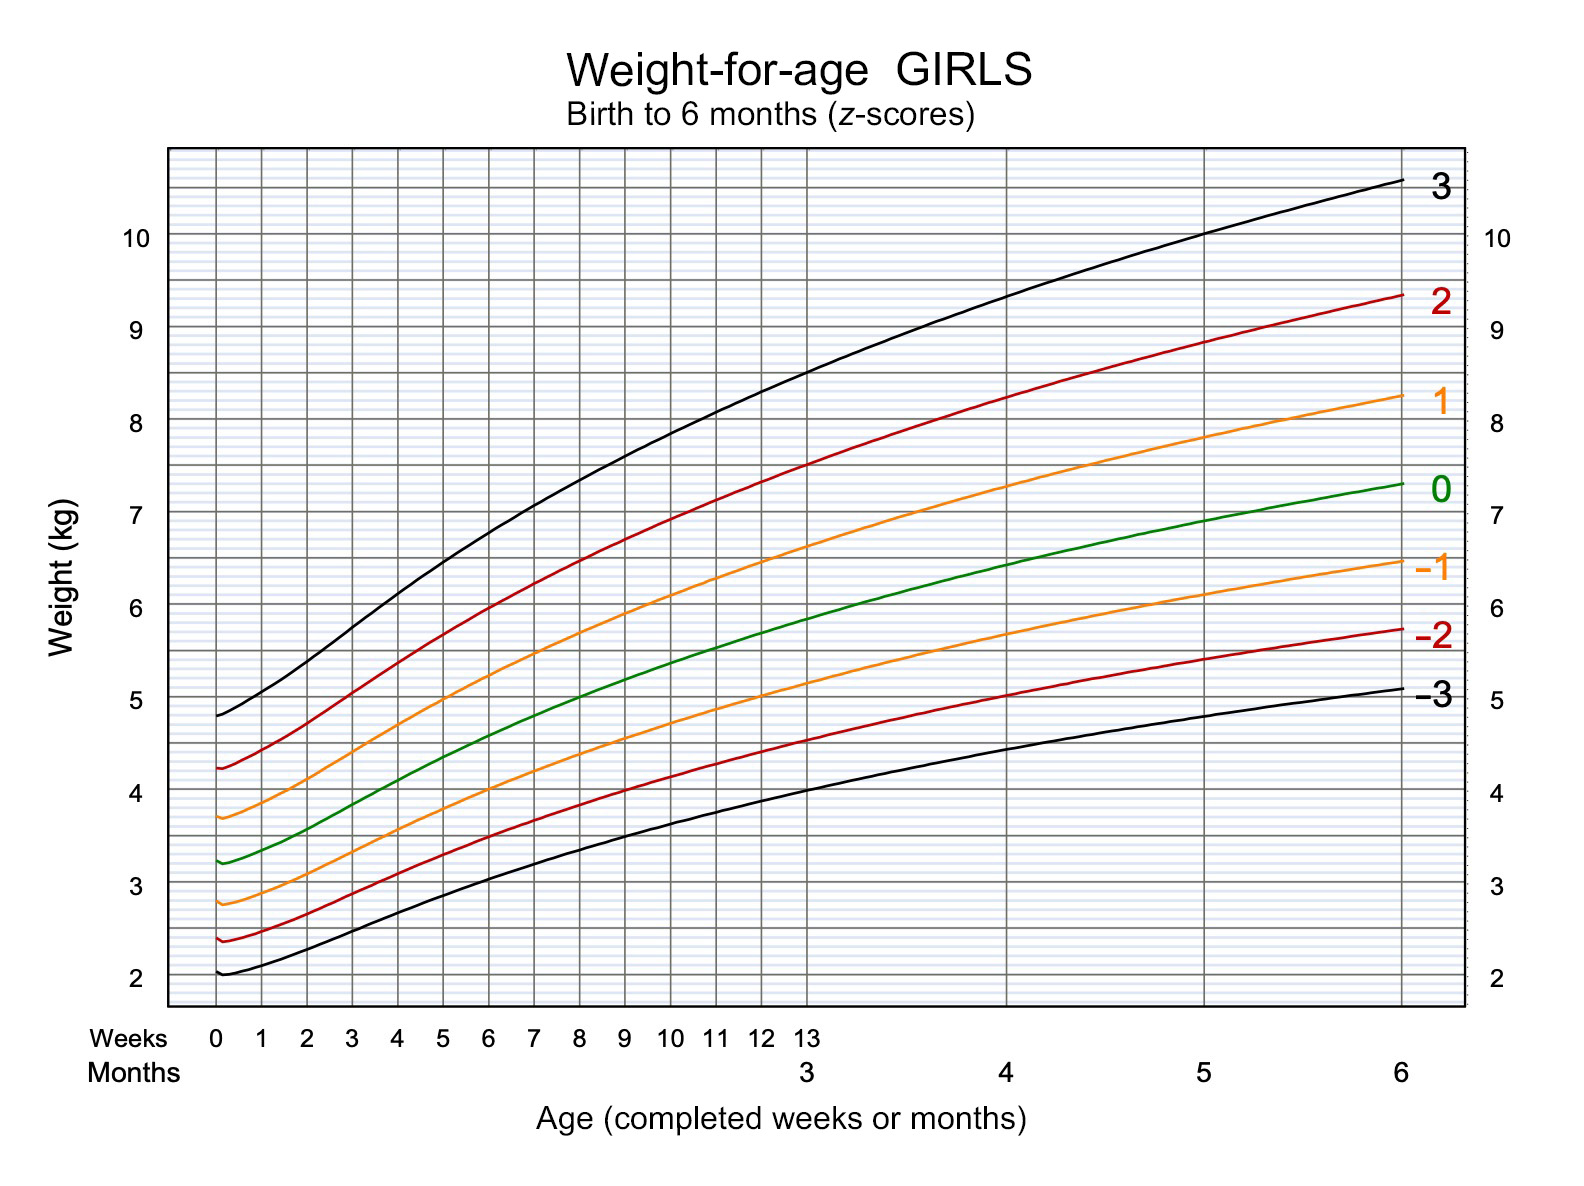 Weight-for-age GIRLS
Birth to 6 months (z-scores)
3
10 10
2
9 9
1
8 8
0
7 7
–1
6 6
–2
–3
5 5
4 4
3 3
2 2
Weight (kg)
Weeks 0 1 2 3 4 5 6 7 8 9 10 11 12 13
Months 3 4 5 6
Age (completed weeks or months)